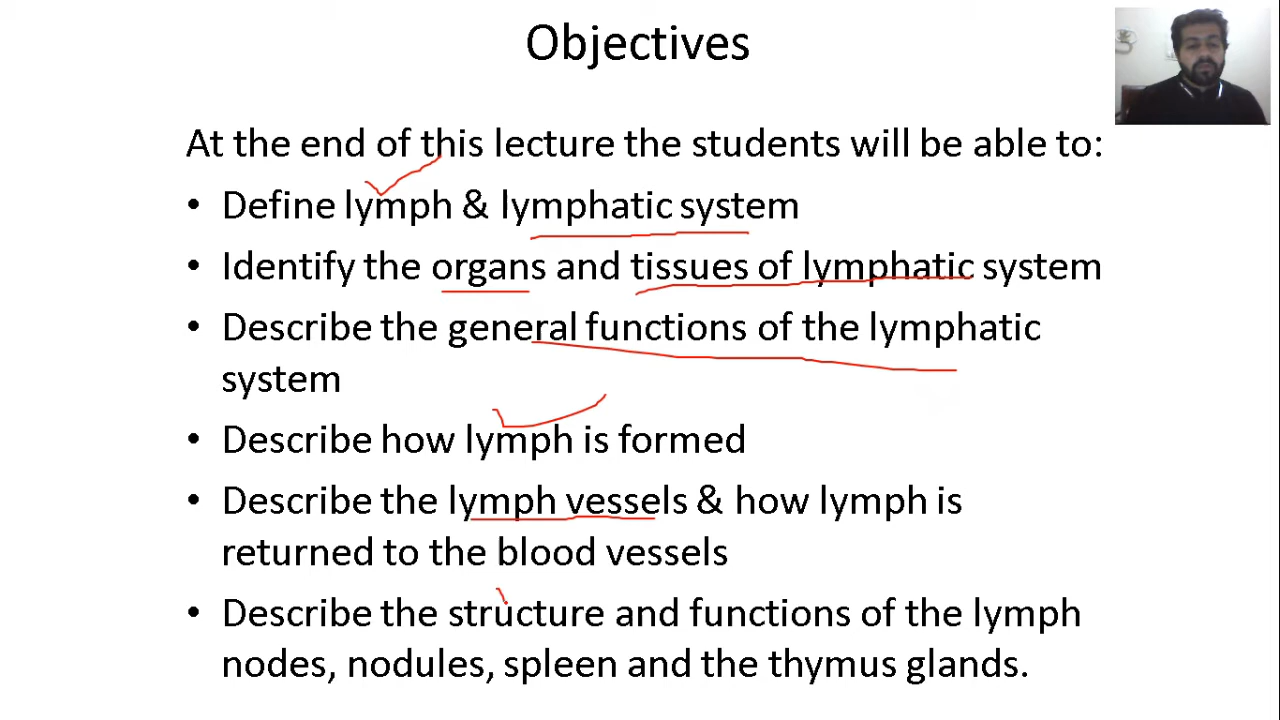 Objectives
At the end of this lecture the students will be able to:
• Define lymph & lymphatic system
• Identify the organs and tissues of lymphatic system
• Describe the general functions of the lymphatic
system
• Describe how lymph is formed
• Describe the lymph vessels & how lymph is
returned to the blood vessels
• Describe the structure and functions of the lymph
nodes, nodules, spleen and the thymus glands.